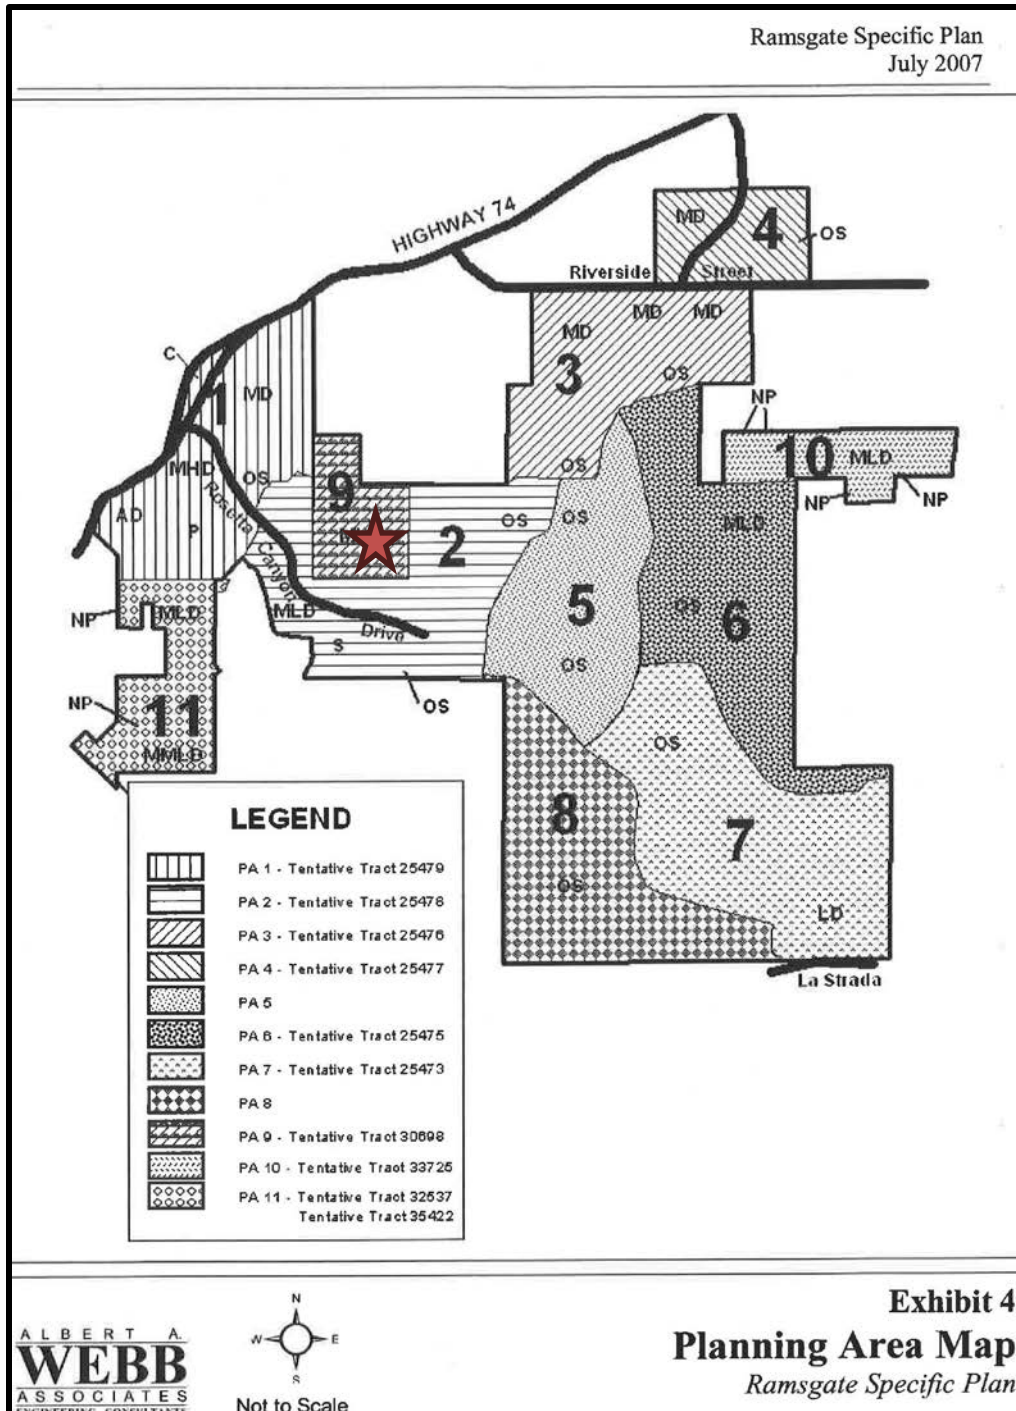 Ramsgate Specific Plan
July 2007
HIGHWAY 74
MD
4
OS
Riverside Street
MD
MD
MD
C
3
1
MD
OS
NP
10
MLD
MHD
OS
OS
9
NP
NP
Rosetta Canyon Drive
AD
P
OS
OS
2
MLD
5
OS
6
NP
MLD
MLD
S
OS
NP
11
OS
MMLD
OS
8
7
OS
LD
La Strada
LEGEND
PA 1 - Tentative Tract 25479
PA 2 - Tentative Tract 25478
PA 3 - Tentative Tract 25476
PA 4 - Tentative Tract 25477
PA 5
PA 6 - Tentative Tract 25475
PA 7 - Tentative Tract 25473
PA 8
PA 9 - Tentative Tract 30698
PA 10 - Tentative Tract 33725
PA 11 - Tentative Tract 32537
Tentative Tract 35422
ALBERT A.
WEBB
ASSOCIATES
ENGINEERING CONSULTANTS
N
W E
S
Not to Scale
Exhibit 4
Planning Area Map
Ramsgate Specific Plan